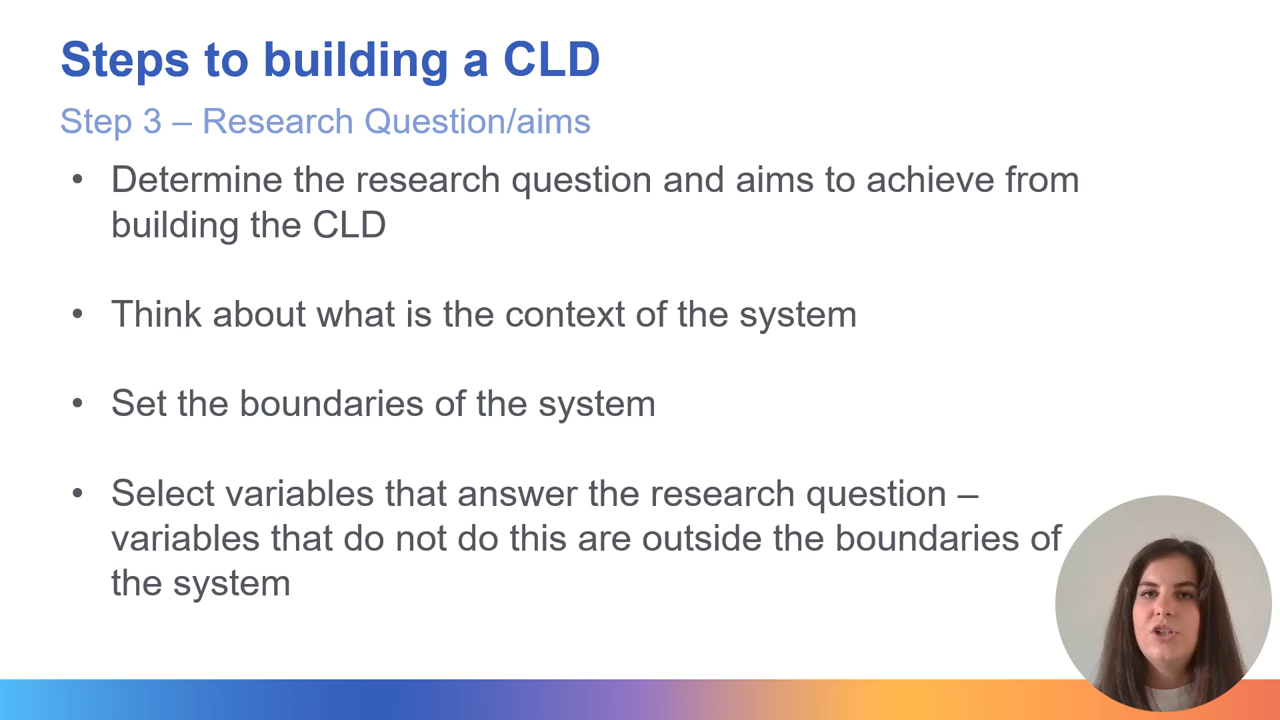 Steps to building a CLD
Step 3 – Research Question/aims
• Determine the research question and aims to achieve from
building the CLD
• Think about what is the context of the system
• Set the boundaries of the system
• Select variables that answer the research question –
variables that do not do this are outside the boundaries of
the system